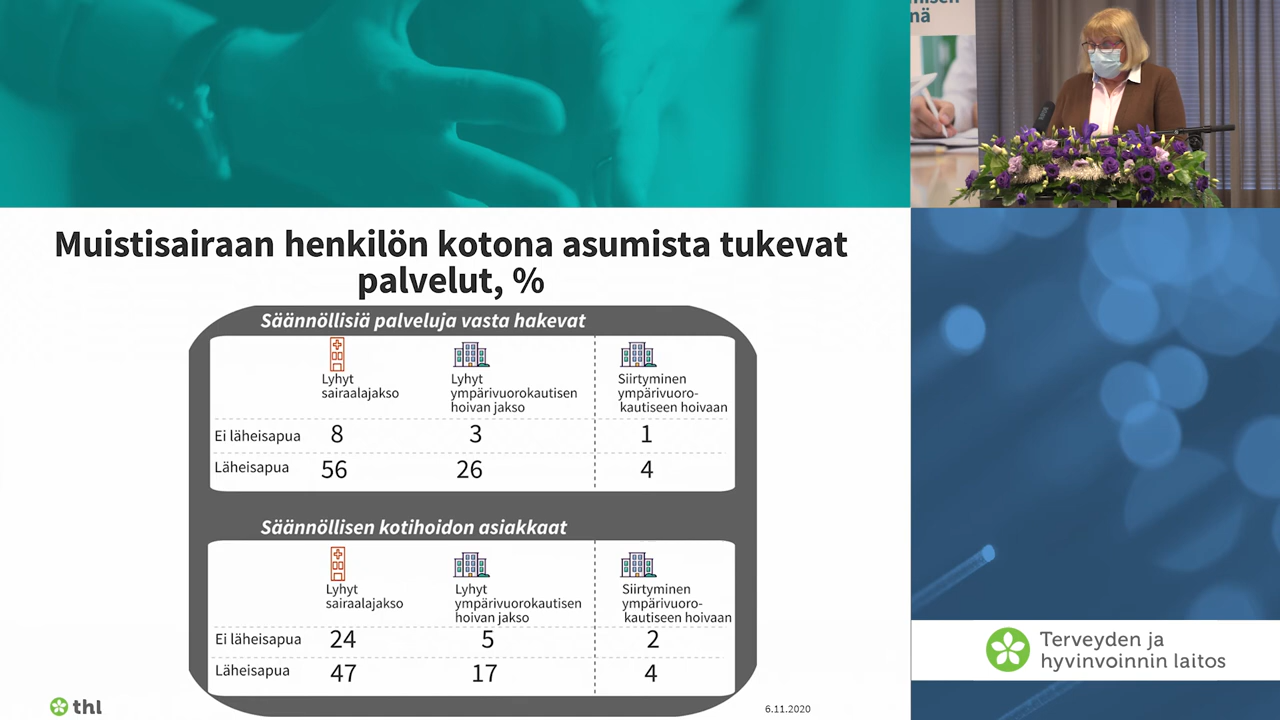 Muistisairaan henkilön kotona asumista tukevat
palvelut, %
Säännöllisiä palveluja vasta hakevat
Lyhyt
sairaalajakso
Lyhyt
ympärivuorokautisen
hoivan jakso
Siirtyminen
ympärivuoro-
kautiseen hoivaan
Ei läheisapua 8 3 1
Läheisapua 56 26 4
Säännöllisen kotihoidon asiakkaat
Lyhyt
sairaalajakso
Lyhyt
ympärivuorokautisen
hoivan jakso
Siirtyminen
ympärivuoro-
kautiseen hoivaan
Ei läheisapua 24 5 2
Läheisapua 47 17 4
thl
6.11.2020
Terveyden ja
hyvinvoinnin laitos